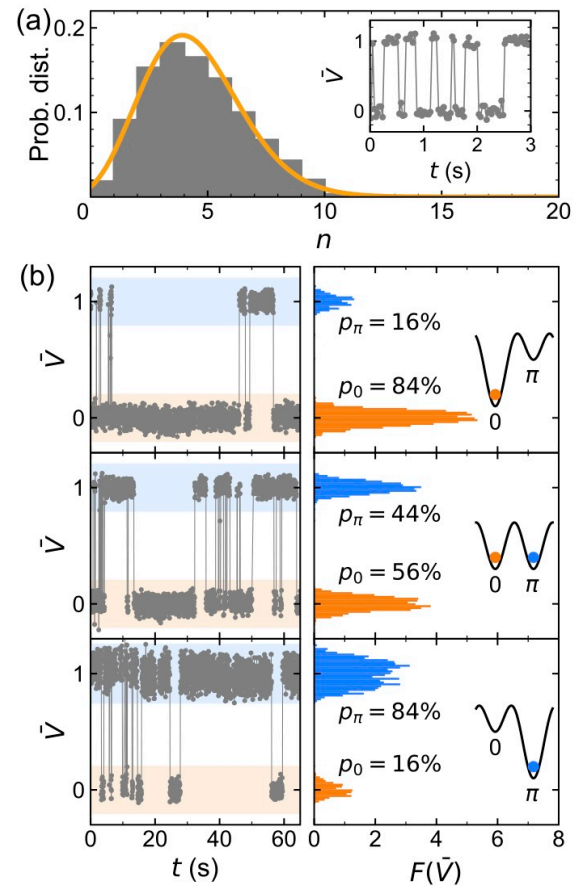 (a)
Prob. dist.
0.2
0.1
0 5 10 15 20
n
V̄
1
0
0 1 2 3
t (s)
(b)
V̄
1
0
p_π = 16%
p_0 = 84%
0
π
V̄
1
0
p_π = 44%
p_0 = 56%
0 π
V̄
1
0
p_π = 84%
p_0 = 16%
0
π
0 20 40 60
t (s)
0 2 4 6 8
F(V̄)